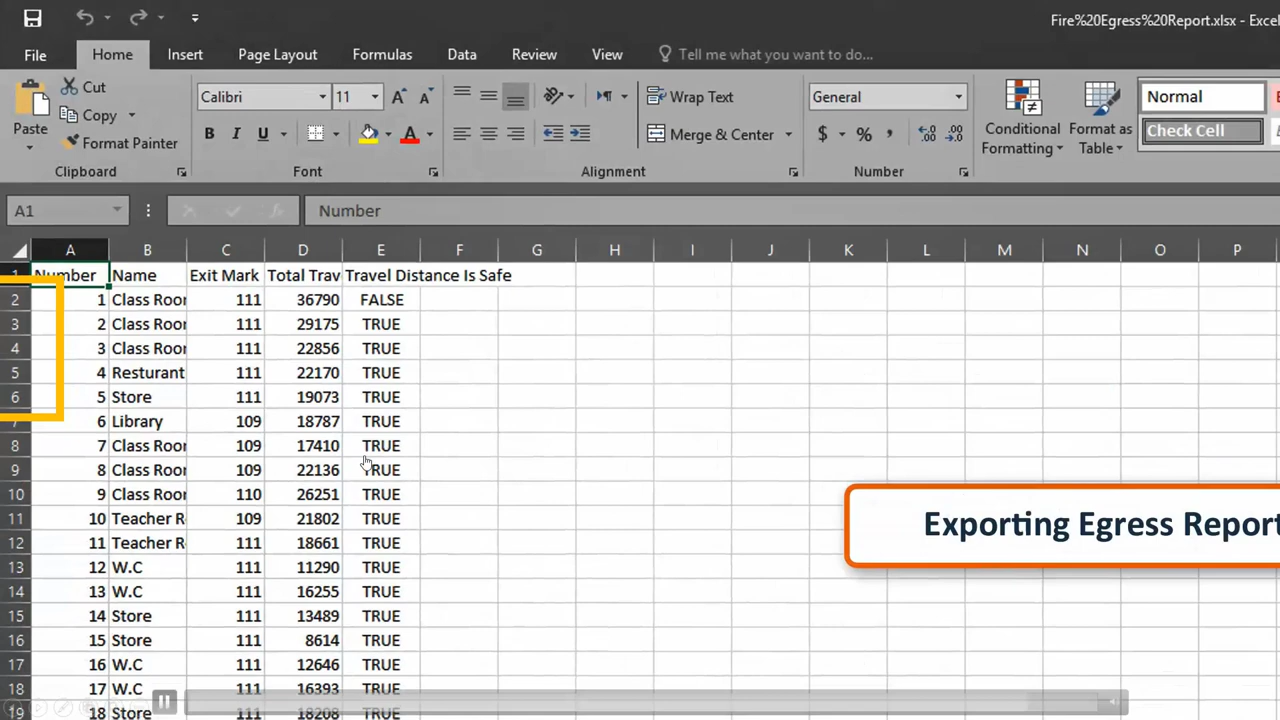 Fire%20Egress%20Report.xlsx - Excel
File Home Insert Page Layout Formulas Data Review View Tell me what you want to do...
Cut
Copy
Format Painter
Paste
Clipboard
Calibri 11
Font
Wrap Text
Merge & Center
Alignment
General
Number
Conditional Formatting
Format as Table
Normal
Check Cell
A1 Number
A B C D E F G H I J K L M N O P
1 Number Name Exit Mark Total Trav Travel Distance Is Safe
2 1 Class Roor 111 36790 FALSE
3 2 Class Roor 111 29175 TRUE
4 3 Class Roor 111 22856 TRUE
5 4 Resturant 111 22170 TRUE
6 5 Store 111 19073 TRUE
7 6 Library 109 18787 TRUE
8 7 Class Roor 109 17410 TRUE
9 8 Class Roor 109 22136 TRUE
10 9 Class Roor 110 26251 TRUE
11 10 Teacher R 109 21802 TRUE
12 11 Teacher R 109 18661 TRUE
13 12 W.C 111 11290 TRUE
14 13 W.C 111 16255 TRUE
15 14 Store 111 13489 TRUE
16 15 Store 111 8614 TRUE
17 16 W.C 111 12646 TRUE
18 17 W.C 111 16393 TRUE
19 18 Store 111 18208 TRUE
Exporting Egress Report